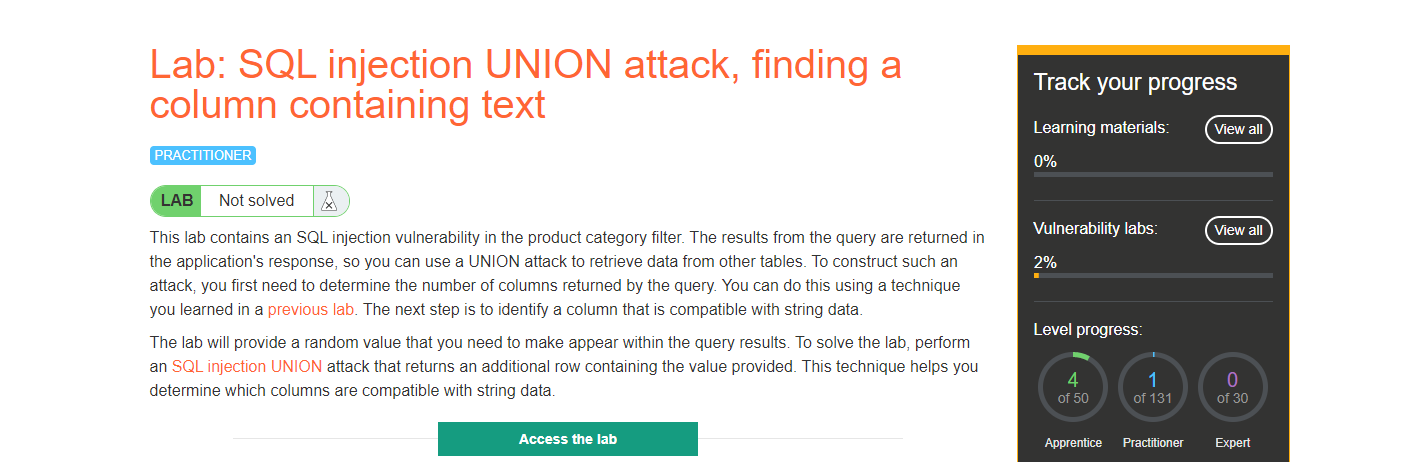 Lab: SQL injection UNION attack, finding a
column containing text
PRACTITIONER
LAB Not solved
This lab contains an SQL injection vulnerability in the product category filter. The results from the query are returned in
the application's response, so you can use a UNION attack to retrieve data from other tables. To construct such an
attack, you first need to determine the number of columns returned by the query. You can do this using a technique
you learned in a previous lab. The next step is to identify a column that is compatible with string data.
The lab will provide a random value that you need to make appear within the query results. To solve the lab, perform
an SQL injection UNION attack that returns an additional row containing the value provided. This technique helps you
determine which columns are compatible with string data.
Access the lab
Track your progress
Learning materials: View all
0%
Vulnerability labs: View all
2%
Level progress:
4 1 0
of 50 of 131 of 30
Apprentice Practitioner Expert